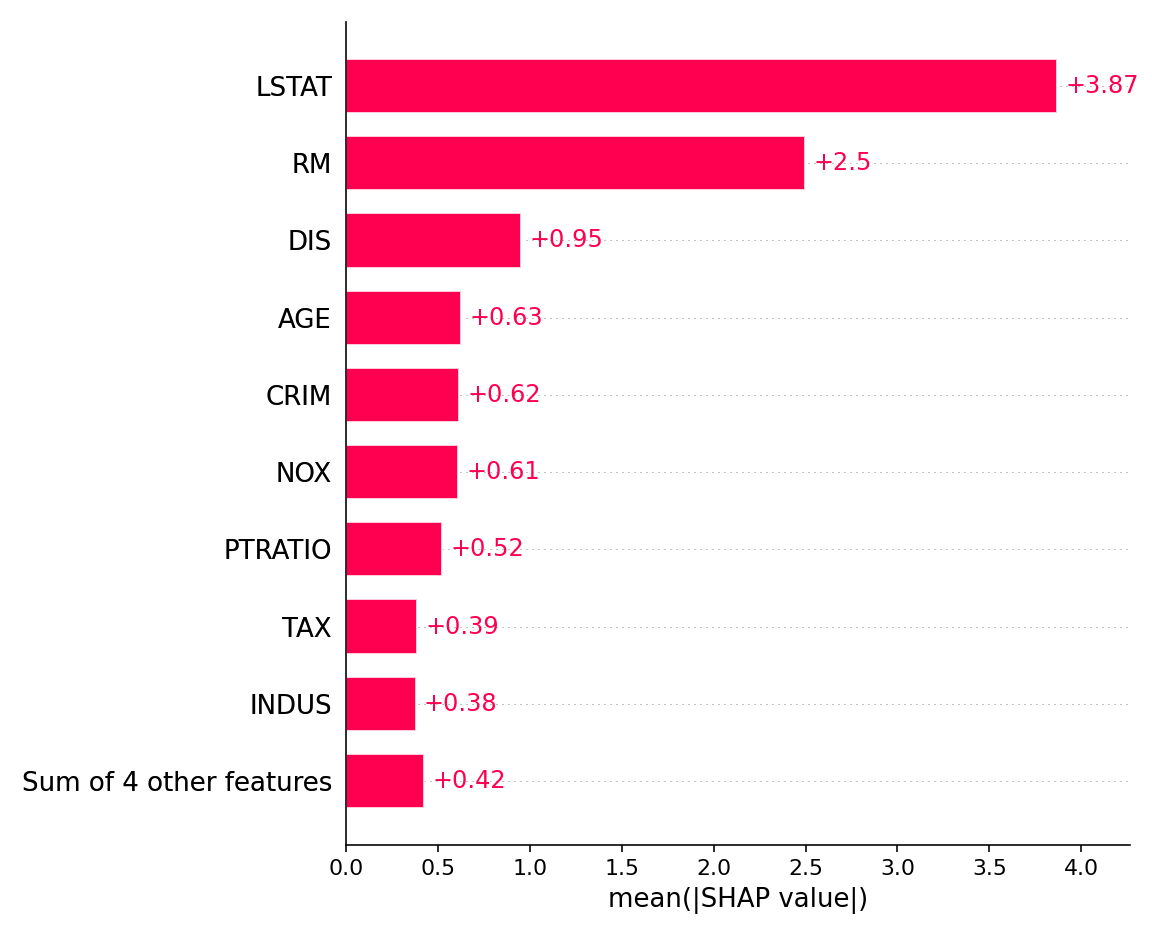 LSTAT +3.87
RM +2.5
DIS +0.95
AGE +0.63
CRIM +0.62
NOX +0.61
PTRATIO +0.52
TAX +0.39
INDUS +0.38
Sum of 4 other features +0.42
0.0 0.5 1.0 1.5 2.0 2.5 3.0 3.5 4.0
mean(|SHAP value|)